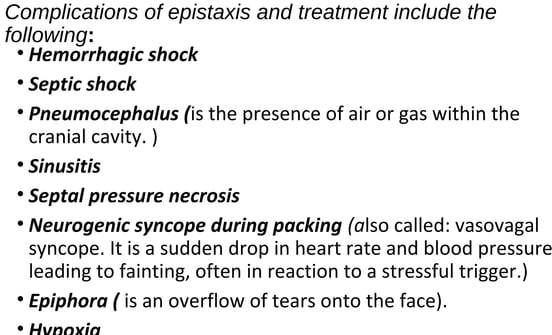 Complications of epistaxis and treatment include the
following:
• Hemorrhagic shock
• Septic shock
• Pneumocephalus (is the presence of air or gas within the
cranial cavity. )
• Sinusitis
• Septal pressure necrosis
• Neurogenic syncope during packing (also called: vasovagal
syncope. It is a sudden drop in heart rate and blood pressure
leading to fainting, often in reaction to a stressful trigger.)
• Epiphora ( is an overflow of tears onto the face).
• Hypoxia